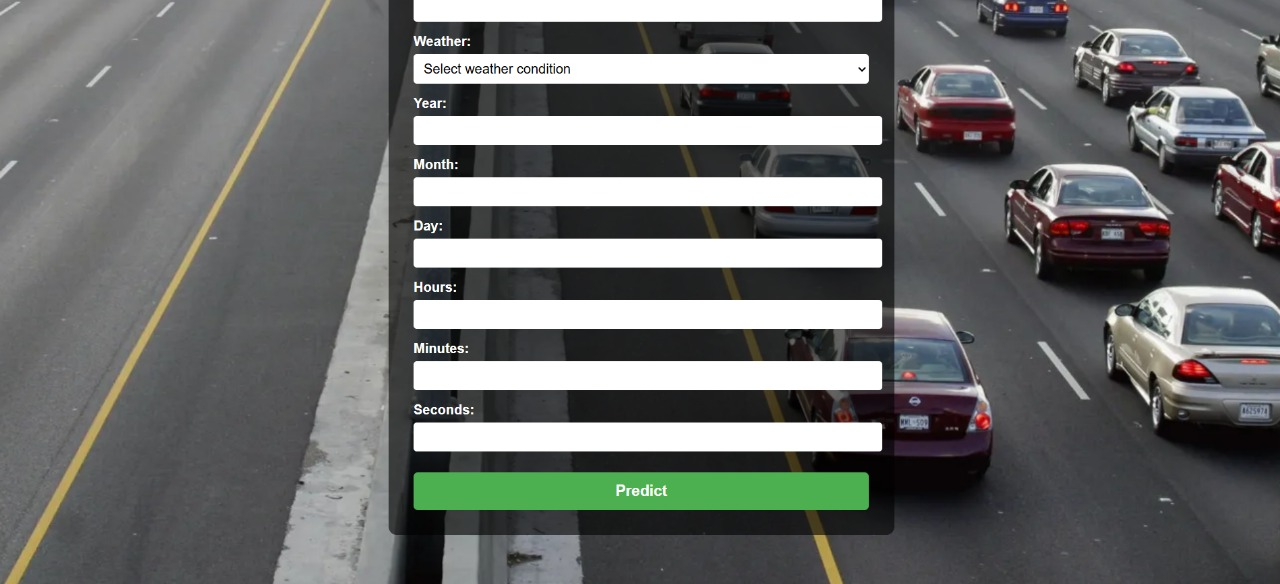 Weather:
Select weather condition
Year:
Month:
Day:
Hours:
Minutes:
Seconds:
Predict